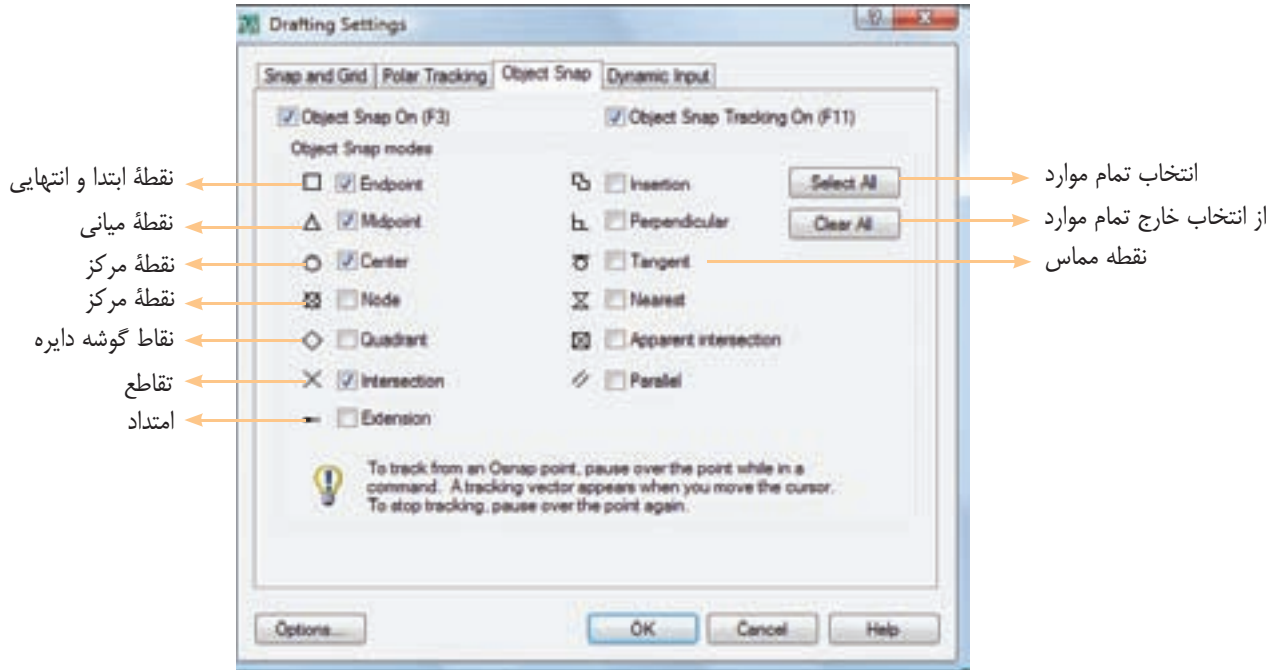 Drafting Settings
Snap and Grid Polar Tracking Object Snap Dynamic Input
Object Snap On (F3) Object Snap Tracking On (F11)
Object Snap modes
نقطهٔ ابتدا و انتهایی Endpoint Insertion Select All انتخاب تمام موارد
نقطهٔ میانی Midpoint Perpendicular Clear All از انتخاب خارج تمام موارد
نقطهٔ مرکز Center Tangent نقطه مماس
نقطهٔ مرکز Node Nearest
نقاط گوشه دایره Quadrant Apparent intersection
تقاطع Intersection Parallel
امتداد Extension
To track from an Osnap point, pause over the point while in a
command. A tracking vector appears when you move the cursor.
To stop tracking, pause over the point again.
Options... OK Cancel Help